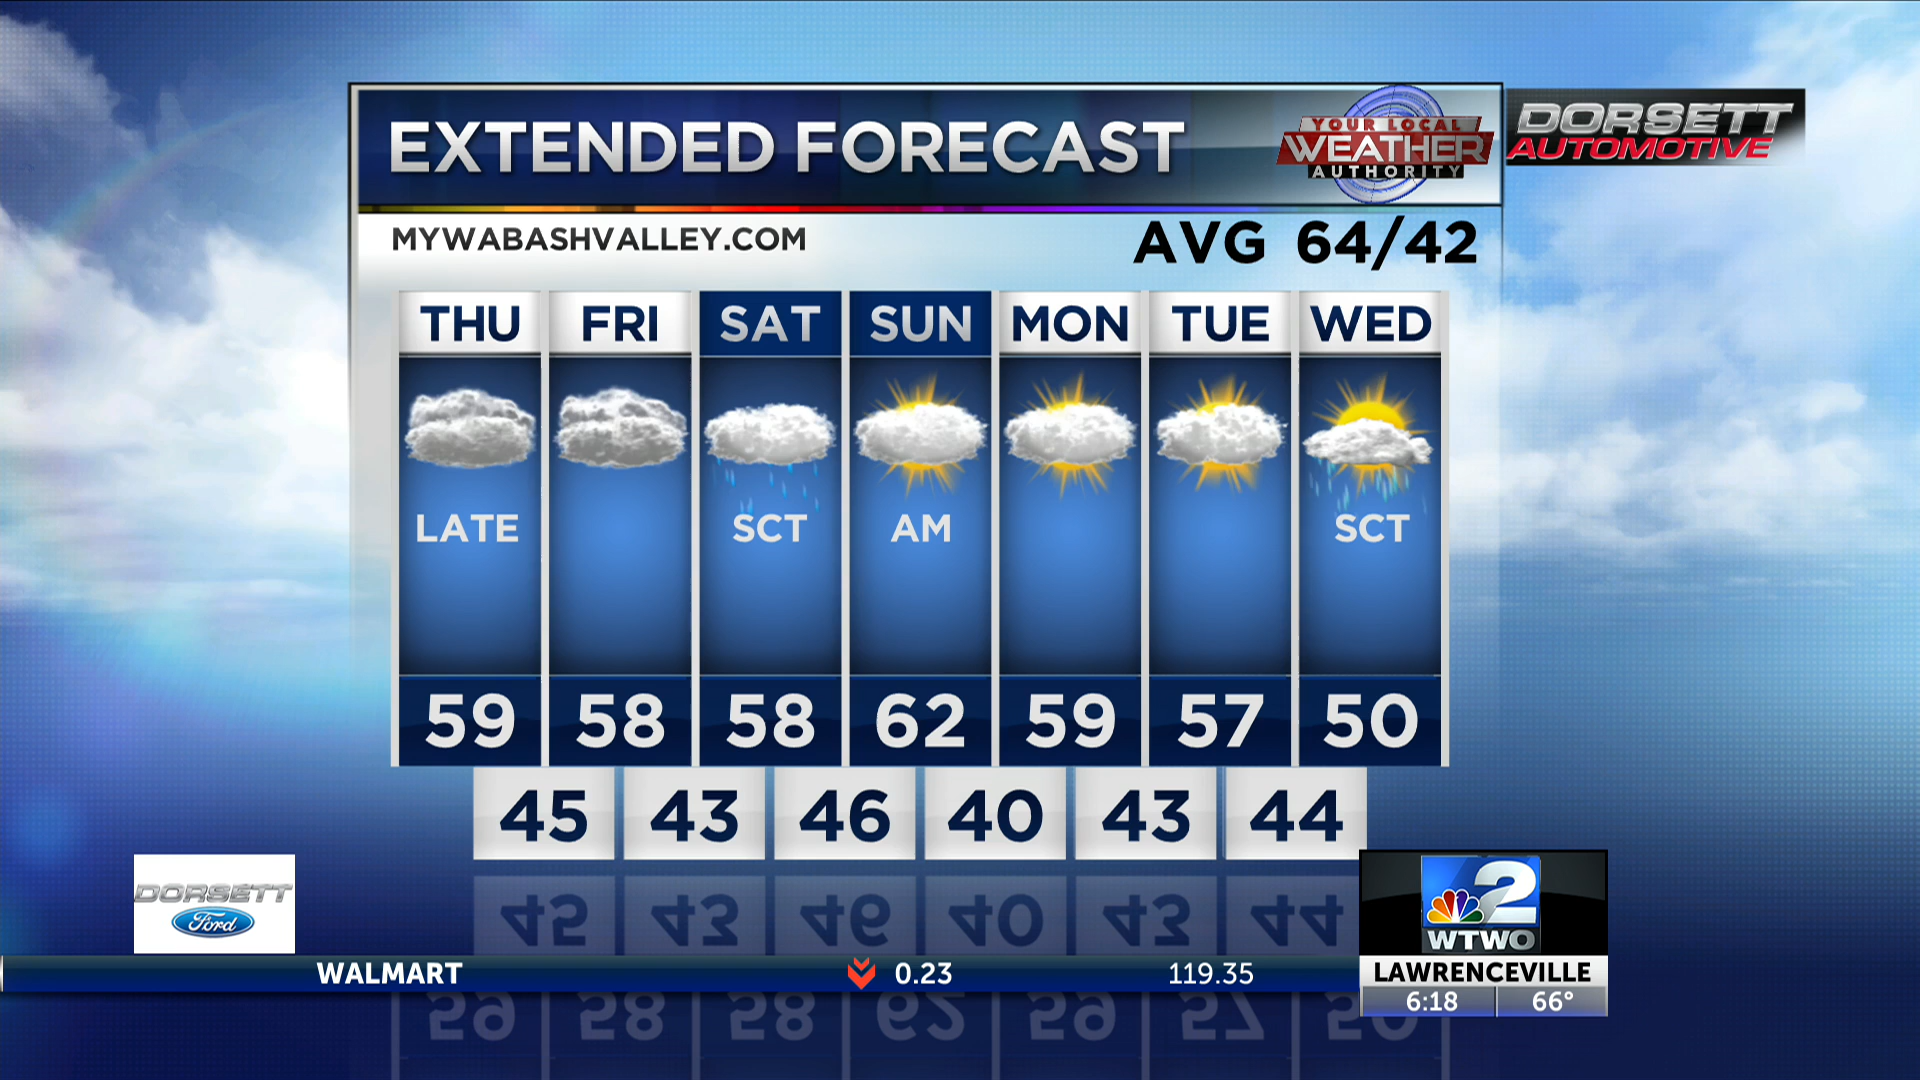 EXTENDED FORECAST
YOUR LOCAL
WEATHER
AUTHORITY
DORSETT
AUTOMOTIVE
MYWABASHVALLEY.COM
AVG 64/42
THU FRI SAT SUN MON TUE WED
LATE SCT AM SCT
59 58 58 62 59 57 50
45 43 46 40 43 44
DORSETT
Ford
2
WTWO
WALMART 0.23 119.35
LAWRENCEVILLE
6:18 66°